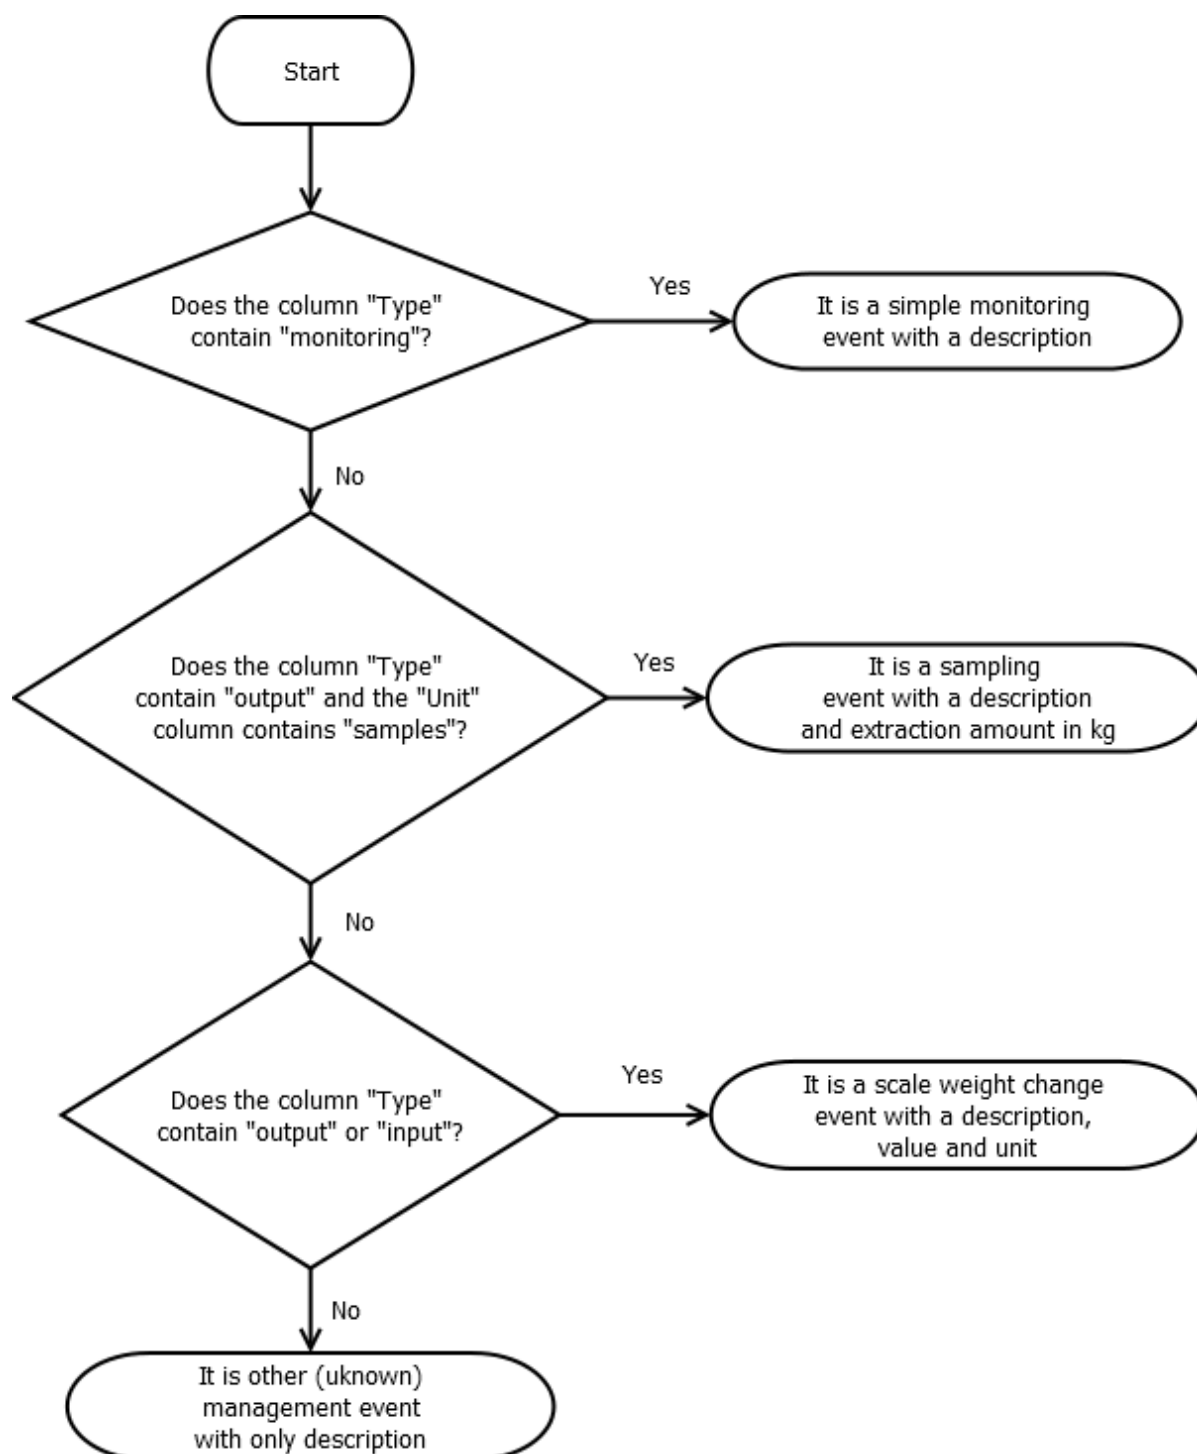 Start
Does the column "Type"
contain "monitoring"?
Yes
It is a simple monitoring
event with a description
No
Does the column "Type"
contain "output" and the "Unit"
column contains "samples"?
Yes
It is a sampling
event with a description
and extraction amount in kg
No
Does the column "Type"
contain "output" or "input"?
Yes
It is a scale weight change
event with a description,
value and unit
No
It is other (uknown)
management event
with only description